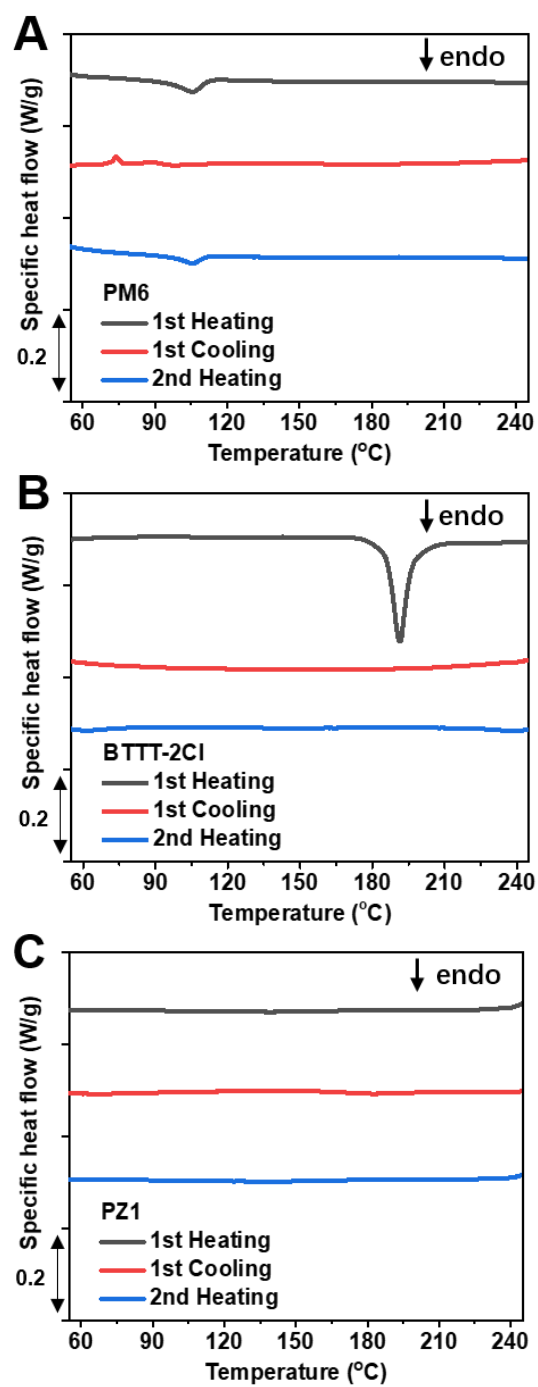 A
endo
Specific heat flow (W/g)
0.2
PM6
1st Heating
1st Cooling
2nd Heating
60 90 120 150 180 210 240
Temperature (°C)
B
endo
Specific heat flow (W/g)
0.2
BTTT-2Cl
1st Heating
1st Cooling
2nd Heating
60 90 120 150 180 210 240
Temperature (°C)
C
endo
Specific heat flow (W/g)
0.2
PZ1
1st Heating
1st Cooling
2nd Heating
60 90 120 150 180 210 240
Temperature (°C)